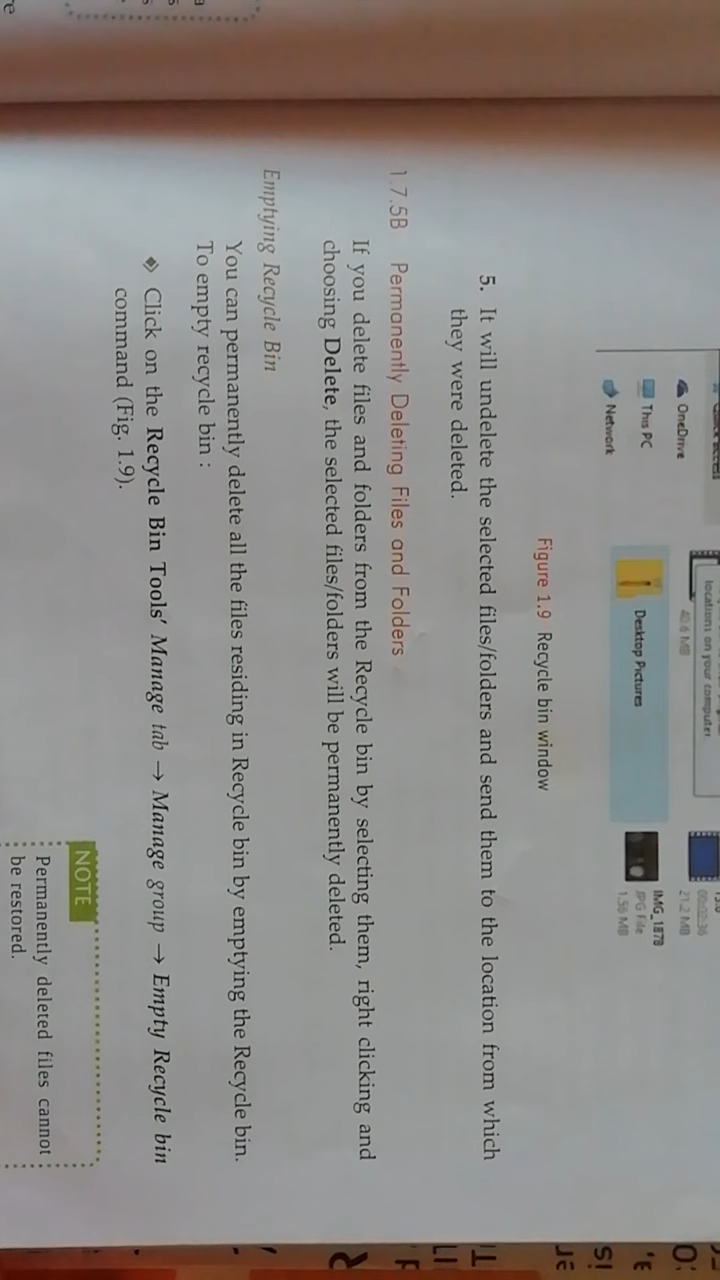 OneDrive
This PC
Network
locations on your computer
40.6 MB
Desktop Pictures
00:02:36
21.2 MB
IMG_1878
JPG File
1.56 MB
Figure 1.9 Recycle bin window
5. It will undelete the selected files/folders and send them to the location from which
they were deleted.
1.7.5B Permanently Deleting Files and Folders
If you delete files and folders from the Recycle bin by selecting them, right clicking and
choosing Delete, the selected files/folders will be permanently deleted.
Emptying Recycle Bin
You can permanently delete all the files residing in Recycle bin by emptying the Recycle bin.
To empty recycle bin :
Click on the Recycle Bin Tools' Manage tab → Manage group → Empty Recycle bin
command (Fig. 1.9).
NOTE
Permanently deleted files cannot
be restored.